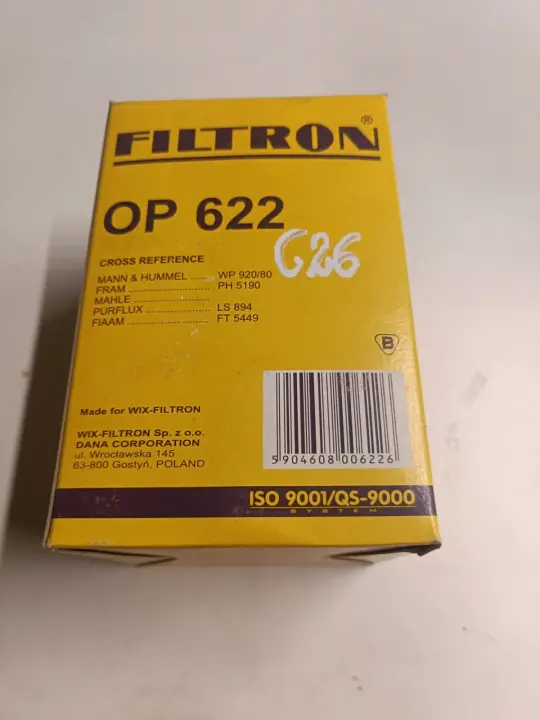 FILTRON®
OP 622
C26
CROSS REFERENCE
MANN & HUMMEL ..... WP 920/80
FRAM ........................ PH 5190
MAHLE ......................
PURFLUX .................... LS 894
FIAAM ........................ FT 5449
B
Made for WIX-FILTRON
WIX-FILTRON Sp. z o.o.
DANA CORPORATION
ul. Wrocławska 145
63-800 Gostyń, POLAND
5904608006226
ISO 9001/QS-9000
SYSTEM